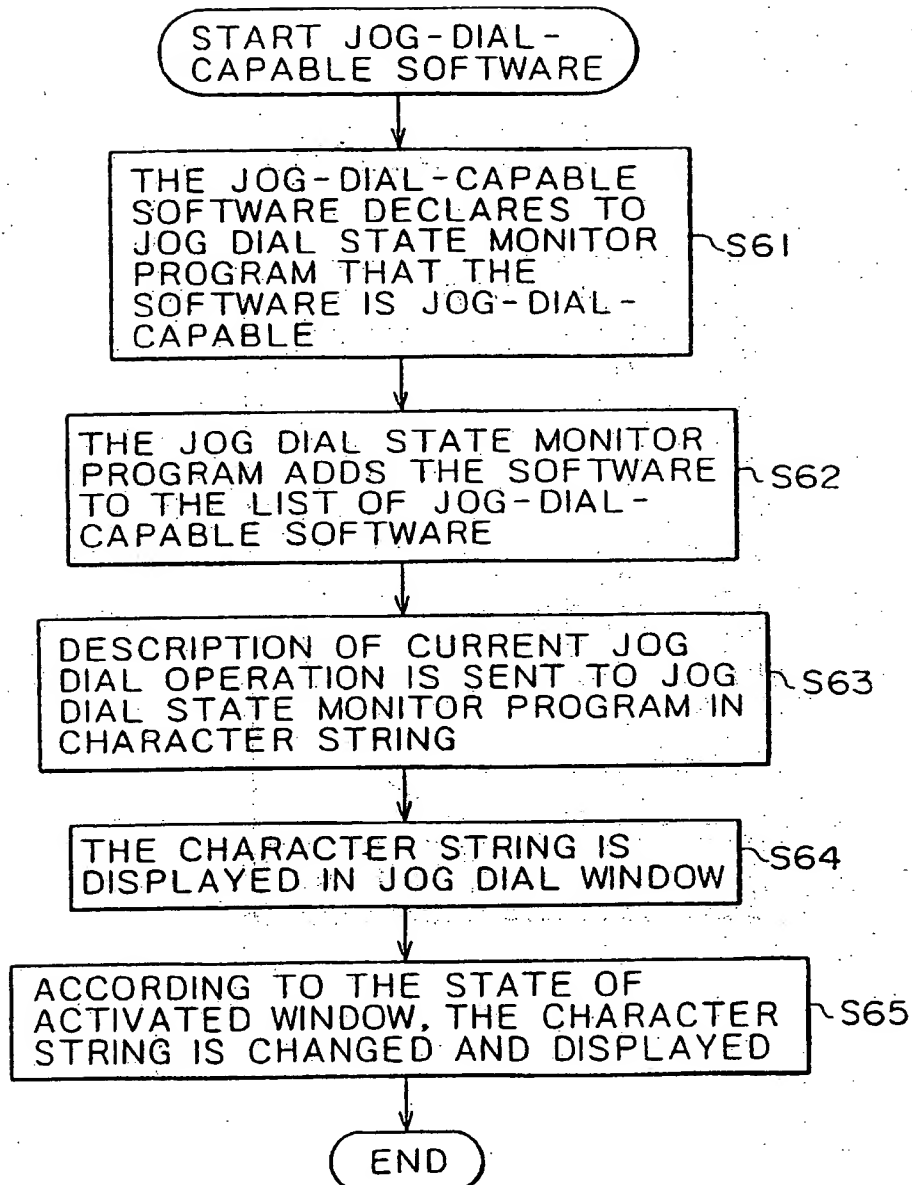 START JOG-DIAL-
CAPABLE SOFTWARE
THE JOG-DIAL-CAPABLE
SOFTWARE DECLARES TO
JOG DIAL STATE MONITOR
PROGRAM THAT THE
SOFTWARE IS JOG-DIAL-
CAPABLE
S61
THE JOG DIAL STATE MONITOR
PROGRAM ADDS THE SOFTWARE
TO THE LIST OF JOG-DIAL-
CAPABLE SOFTWARE
S62
DESCRIPTION OF CURRENT JOG
DIAL OPERATION IS SENT TO JOG
DIAL STATE MONITOR PROGRAM IN
CHARACTER STRING
S63
THE CHARACTER STRING IS
DISPLAYED IN JOG DIAL WINDOW
S64
ACCORDING TO THE STATE OF
ACTIVATED WINDOW, THE CHARACTER
STRING IS CHANGED AND DISPLAYED
S65
END